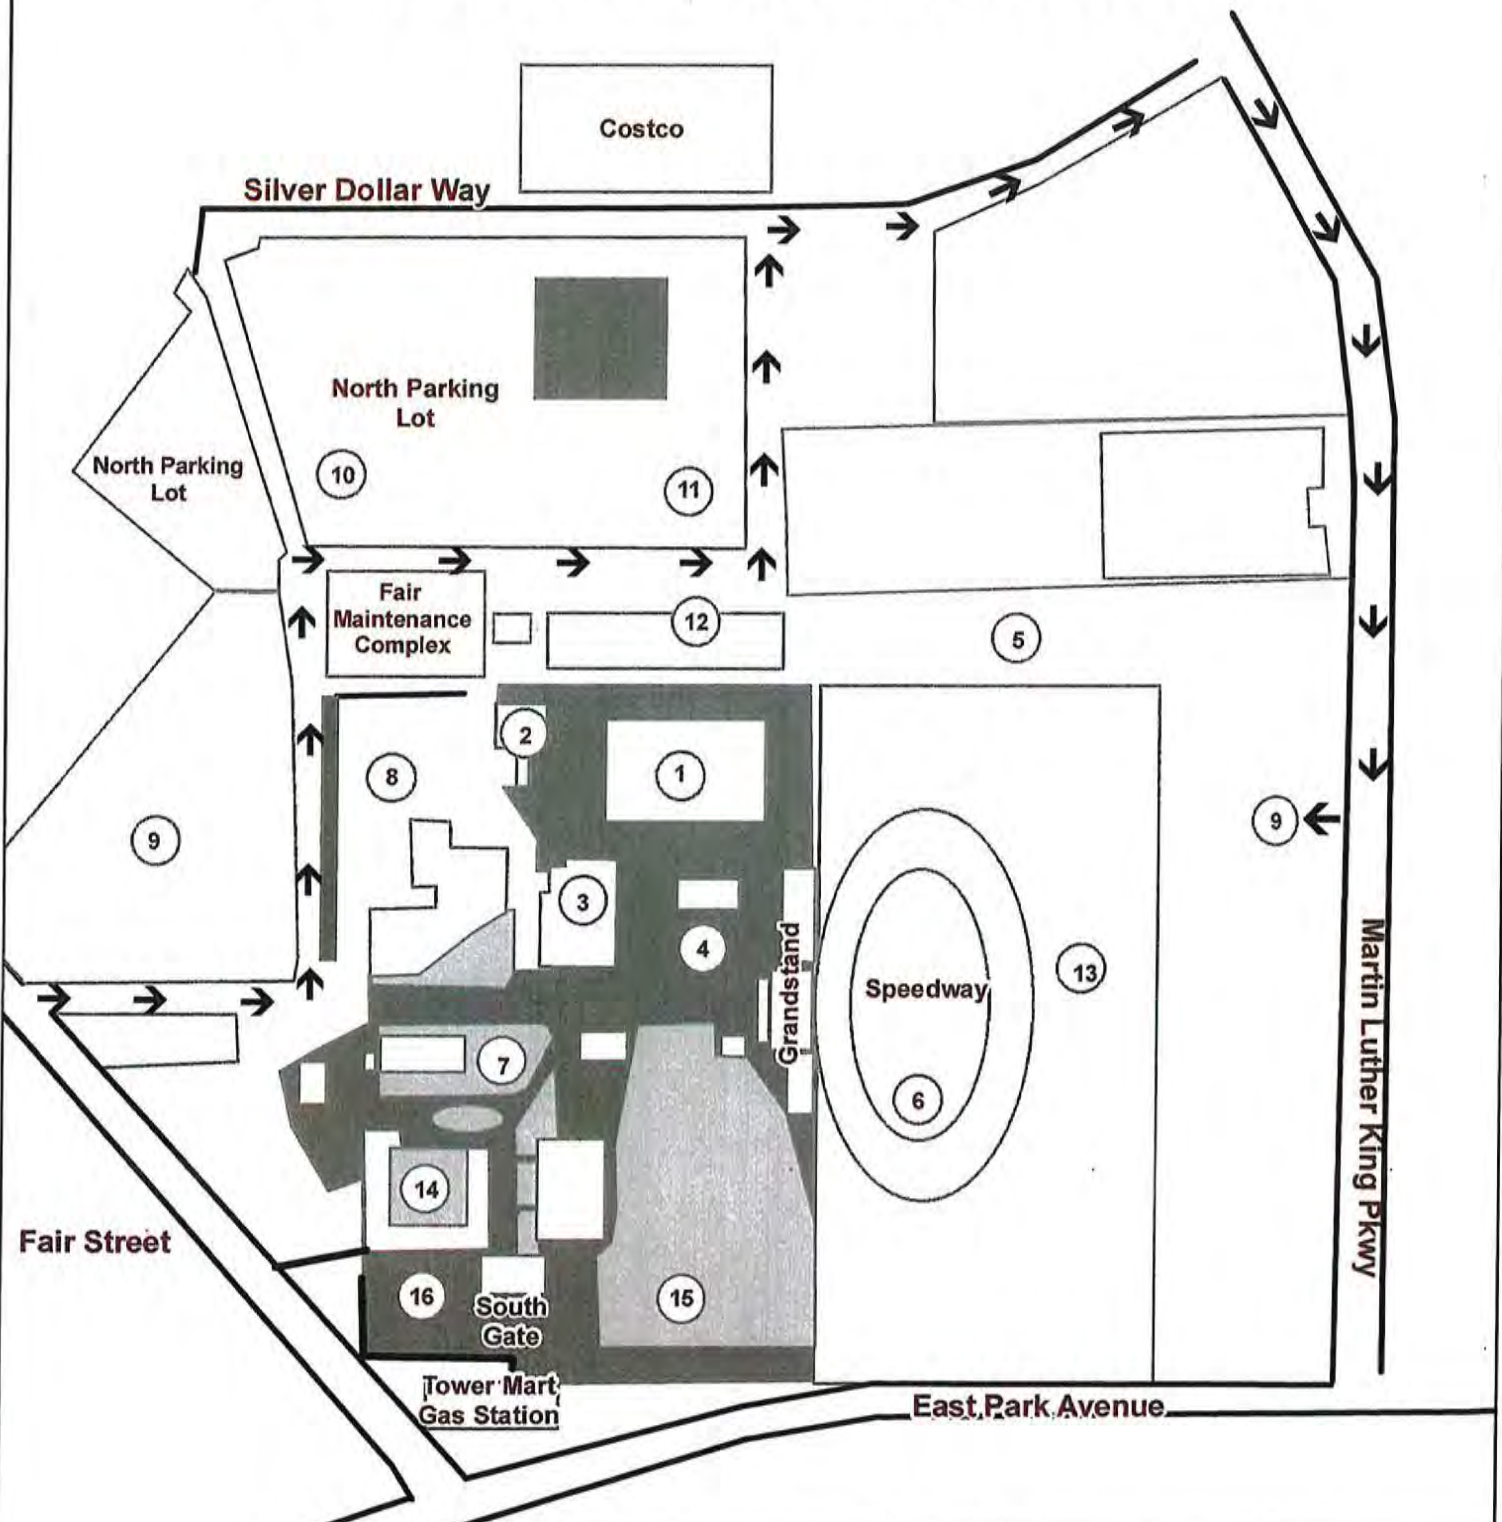 Costco
Silver Dollar Way
North Parking
Lot
North Parking
Lot
10
11
Fair
Maintenance
Complex
12
5
2
1
8
9
9
3
4
Grandstand
Speedway
13
Martin Luther King Pkwy
7
6
14
Fair Street
16
South
Gate
15
Tower Mart
Gas Station
East Park Avenue